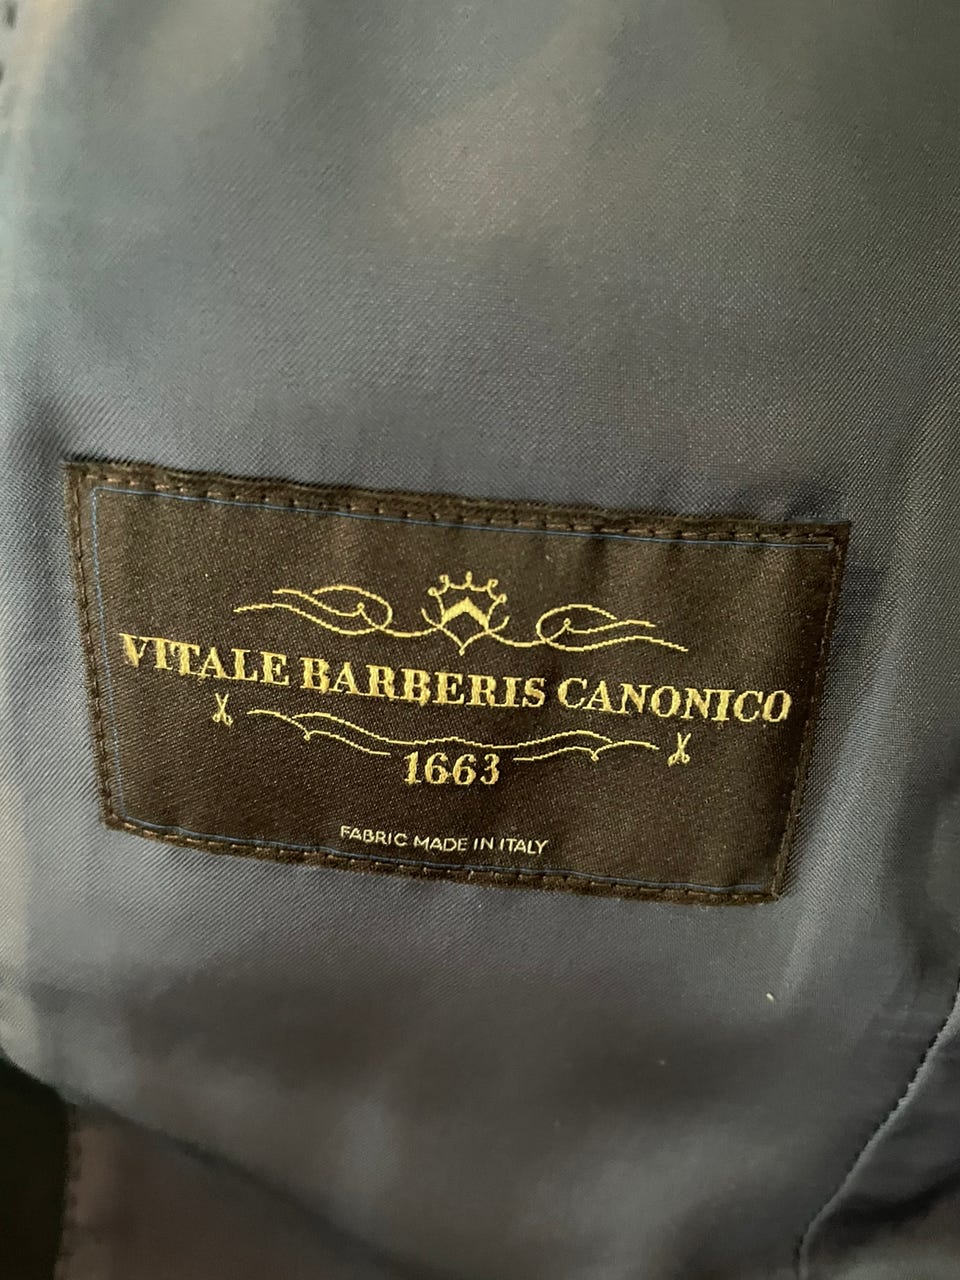 VITALE BARBERIS CANONICO
1663
FABRIC MADE IN ITALY